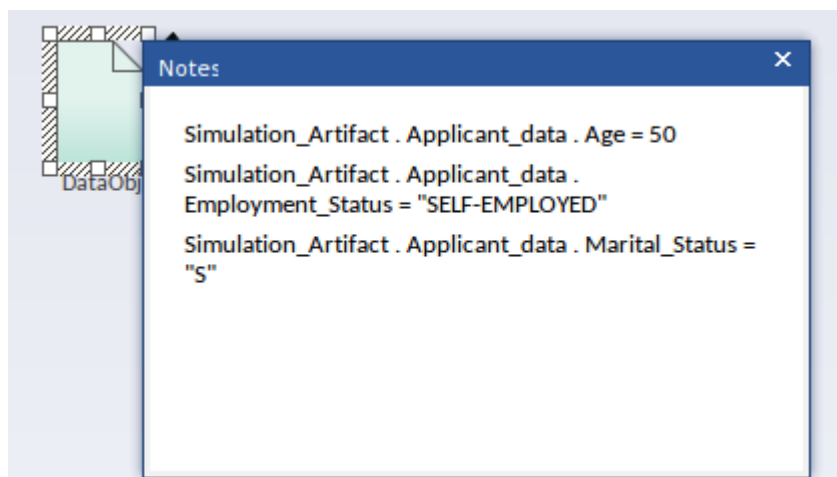 Notes
Simulation_Artifact . Applicant_data . Age = 50
Simulation_Artifact . Applicant_data .
Employment_Status = "SELF-EMPLOYED"
Simulation_Artifact . Applicant_data . Marital_Status =
"S"
DataObj